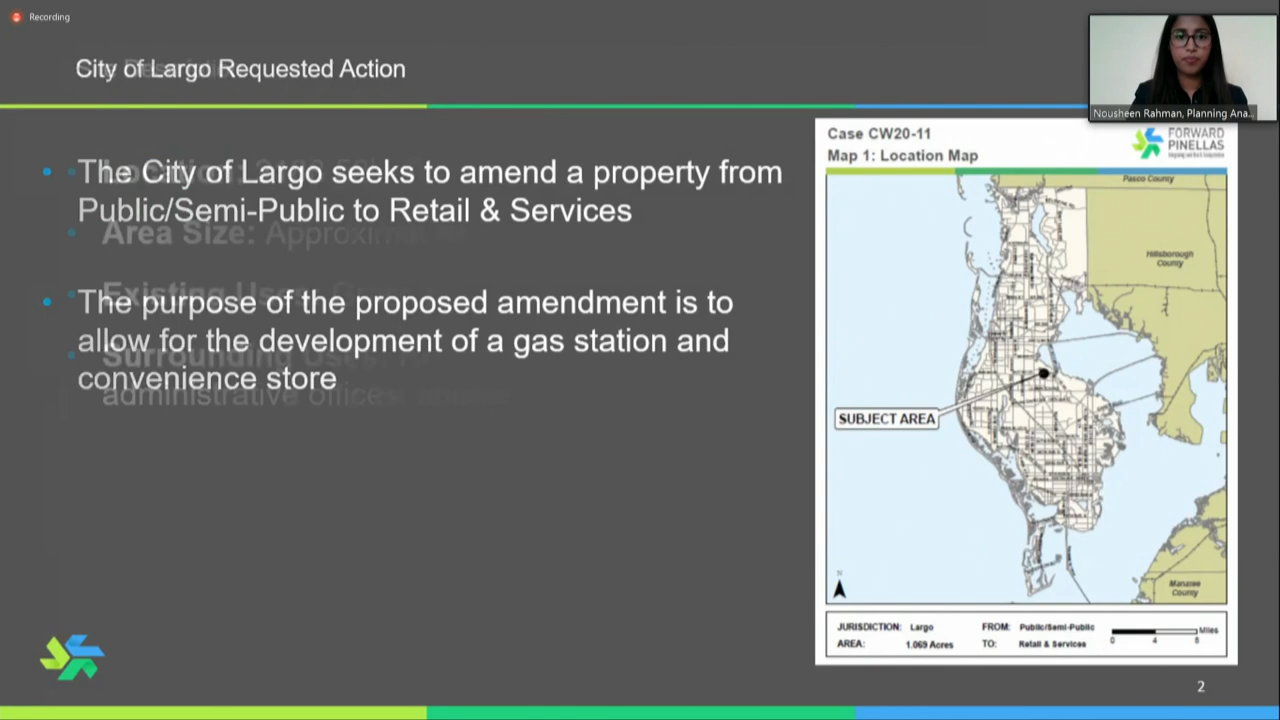 Recording
City of Largo Requested Action
Nousheen Rahman, Planning Ana...
• The City of Largo seeks to amend a property from
Public/Semi-Public to Retail & Services
Area Size:
• The purpose of the proposed amendment is to
allow for the development of a gas station and
convenience store
administrative offices
Case CW20-11
Map 1: Location Map
FORWARD
PINELLAS
Pasco County
Hillsborough
County
SUBJECT AREA
Manatee
County
N
JURISDICTION: Largo FROM: Public/Semi-Public
AREA: 1.069 Acres TO: Retail & Services
Miles
0 4 8
2